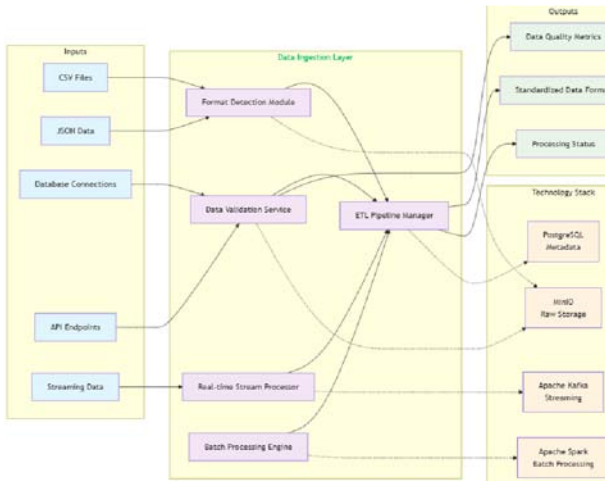 Inputs
CSV Files
JSON Data
Database Connections
API Endpoints
Streaming Data
Data Ingestion Layer
Format Detection Module
Data Validation Service
ETL Pipeline Manager
Real-time Stream Processor
Batch Processing Engine
Outputs
Data Quality Metrics
Standardized Data Forma
Processing Status
Technology Stack
PostgreSQL
Metadata
MinIO
Raw Storage
Apache Kafka
Streaming
Apache Spark
Batch Processing